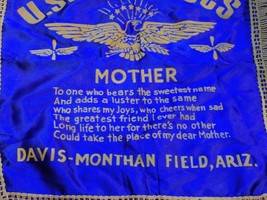 MOTHER
To one who bears the sweetest name
And adds a luster to the same
Who shares my Joys, who cheers when sad
The greatest friend I ever had
Long life to her for there's no other
Could take the place of my dear Mother.
DAVIS-MONTHAN FIELD, ARIZ.